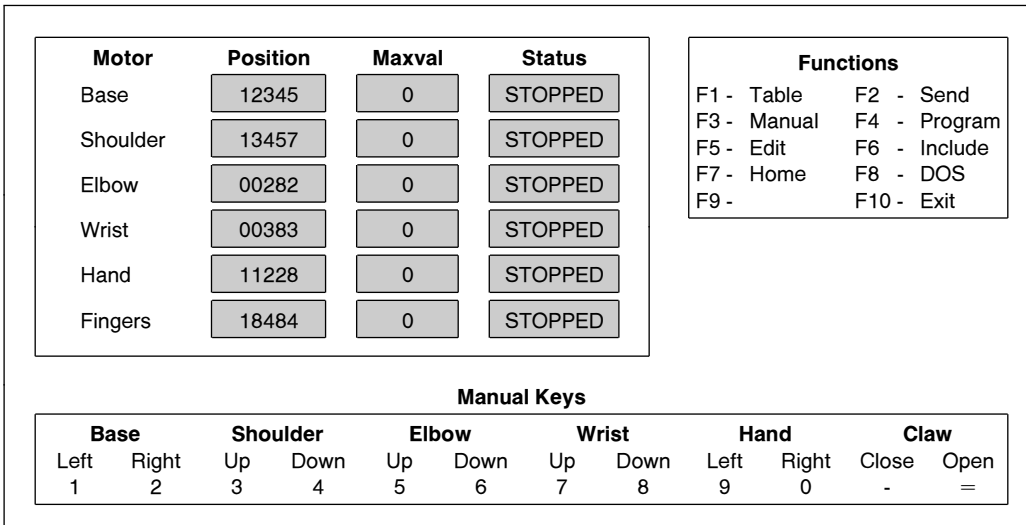 Motor Position Maxval Status
Base 12345 0 STOPPED
Shoulder 13457 0 STOPPED
Elbow 00282 0 STOPPED
Wrist 00383 0 STOPPED
Hand 11228 0 STOPPED
Fingers 18484 0 STOPPED
Functions
F1 - Table F2 - Send
F3 - Manual F4 - Program
F5 - Edit F6 - Include
F7 - Home F8 - DOS
F9 - F10 - Exit
Manual Keys
Base Shoulder Elbow Wrist Hand Claw
Left Right Up Down Up Down Up Down Left Right Close Open
1 2 3 4 5 6 7 8 9 0 - =